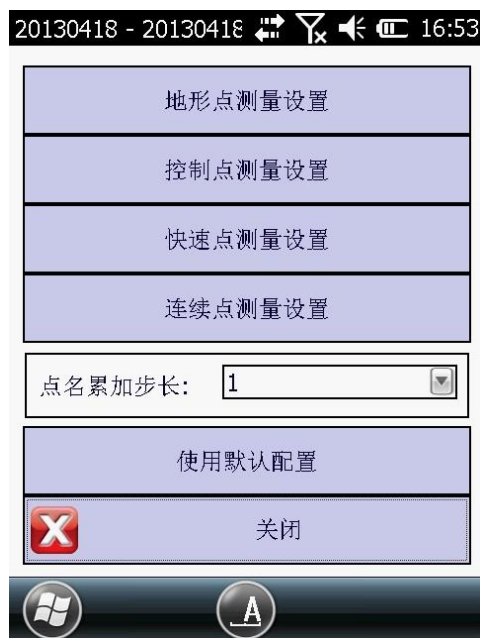 20130418 - 20130418 16:53
地形点测量设置
控制点测量设置
快速点测量设置
连续点测量设置
点名累加步长: 1
使用默认配置
关闭
A